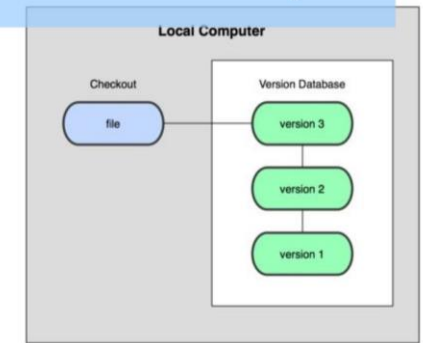 Local Computer
Checkout
Version Database
file
version 3
version 2
version 1